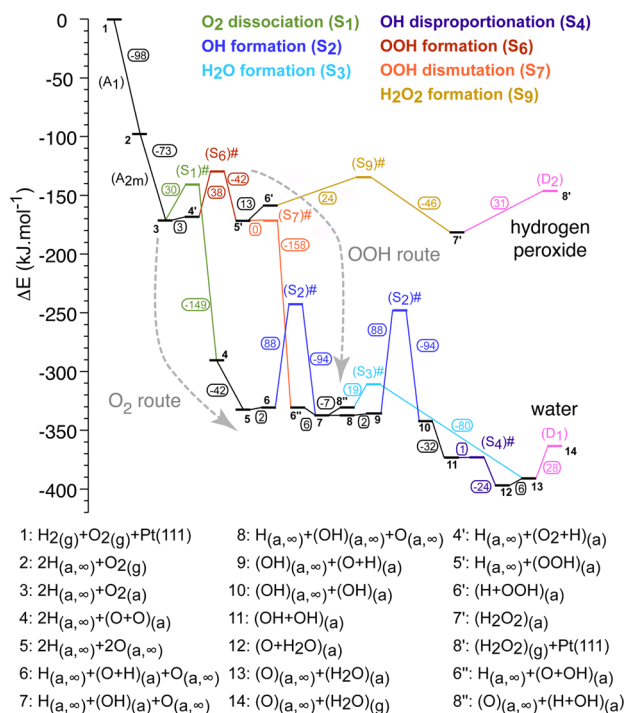 O2 dissociation (S1)
OH formation (S2)
H2O formation (S3)
OH disproportionation (S4)
OOH formation (S6)
OOH dismutation (S7)
H2O2 formation (S9)
ΔE (kJ.mol-1)
0
-50
-100
-150
-200
-250
-300
-350
-400
1
-98
(A1)
2
-73
(A2m)
3
30
(S1)#
3
4'
(S6)#
38
-42
5'
13
6'
(S7)#
0
-158
(S9)#
24
-46
7'
31
(D2)
8'
hydrogen
peroxide
OOH route
O2 route
-149
4
-42
5
2
6
88
(S2)#
-94
6''
6
7
-7
8''
8
2
9
19
(S3)#
-80
88
(S2)#
-94
10
-32
11
1
(S4)#
-24
12
6
13
28
(D1)
14
water
1: H2(g)+O2(g)+Pt(111)
2: 2H(a,∞)+O2(g)
3: 2H(a,∞)+O2(a)
4: 2H(a,∞)+(O+O)(a)
5: 2H(a,∞)+2O(a,∞)
6: H(a,∞)+(O+H)(a)+O(a,∞)
7: H(a,∞)+(OH)(a)+O(a,∞)
8: H(a,∞)+(OH)(a,∞)+O(a,∞)
9: (OH)(a,∞)+(O+H)(a)
10: (OH)(a,∞)+(OH)(a)
11: (OH+OH)(a)
12: (O+H2O)(a)
13: (O)(a,∞)+(H2O)(a)
14: (O)(a,∞)+(H2O)(g)
4': H(a,∞)+(O2+H)(a)
5': H(a,∞)+(OOH)(a)
6': (H+OOH)(a)
7': (H2O2)(a)
8': (H2O2)(g)+Pt(111)
6'': H(a,∞)+(O+OH)(a)
8'': (O)(a,∞)+(H+OH)(a)